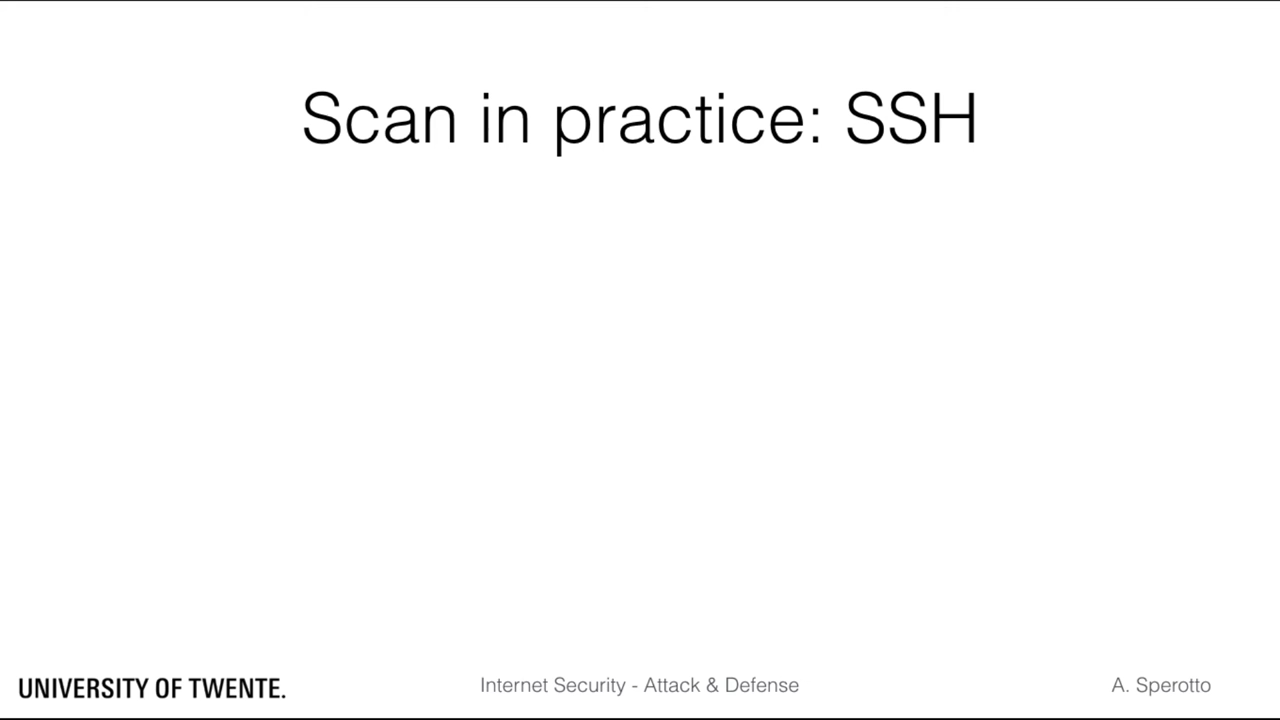 Scan in practice: SSH
UNIVERSITY OF TWENTE.
Internet Security - Attack & Defense
A. Sperotto